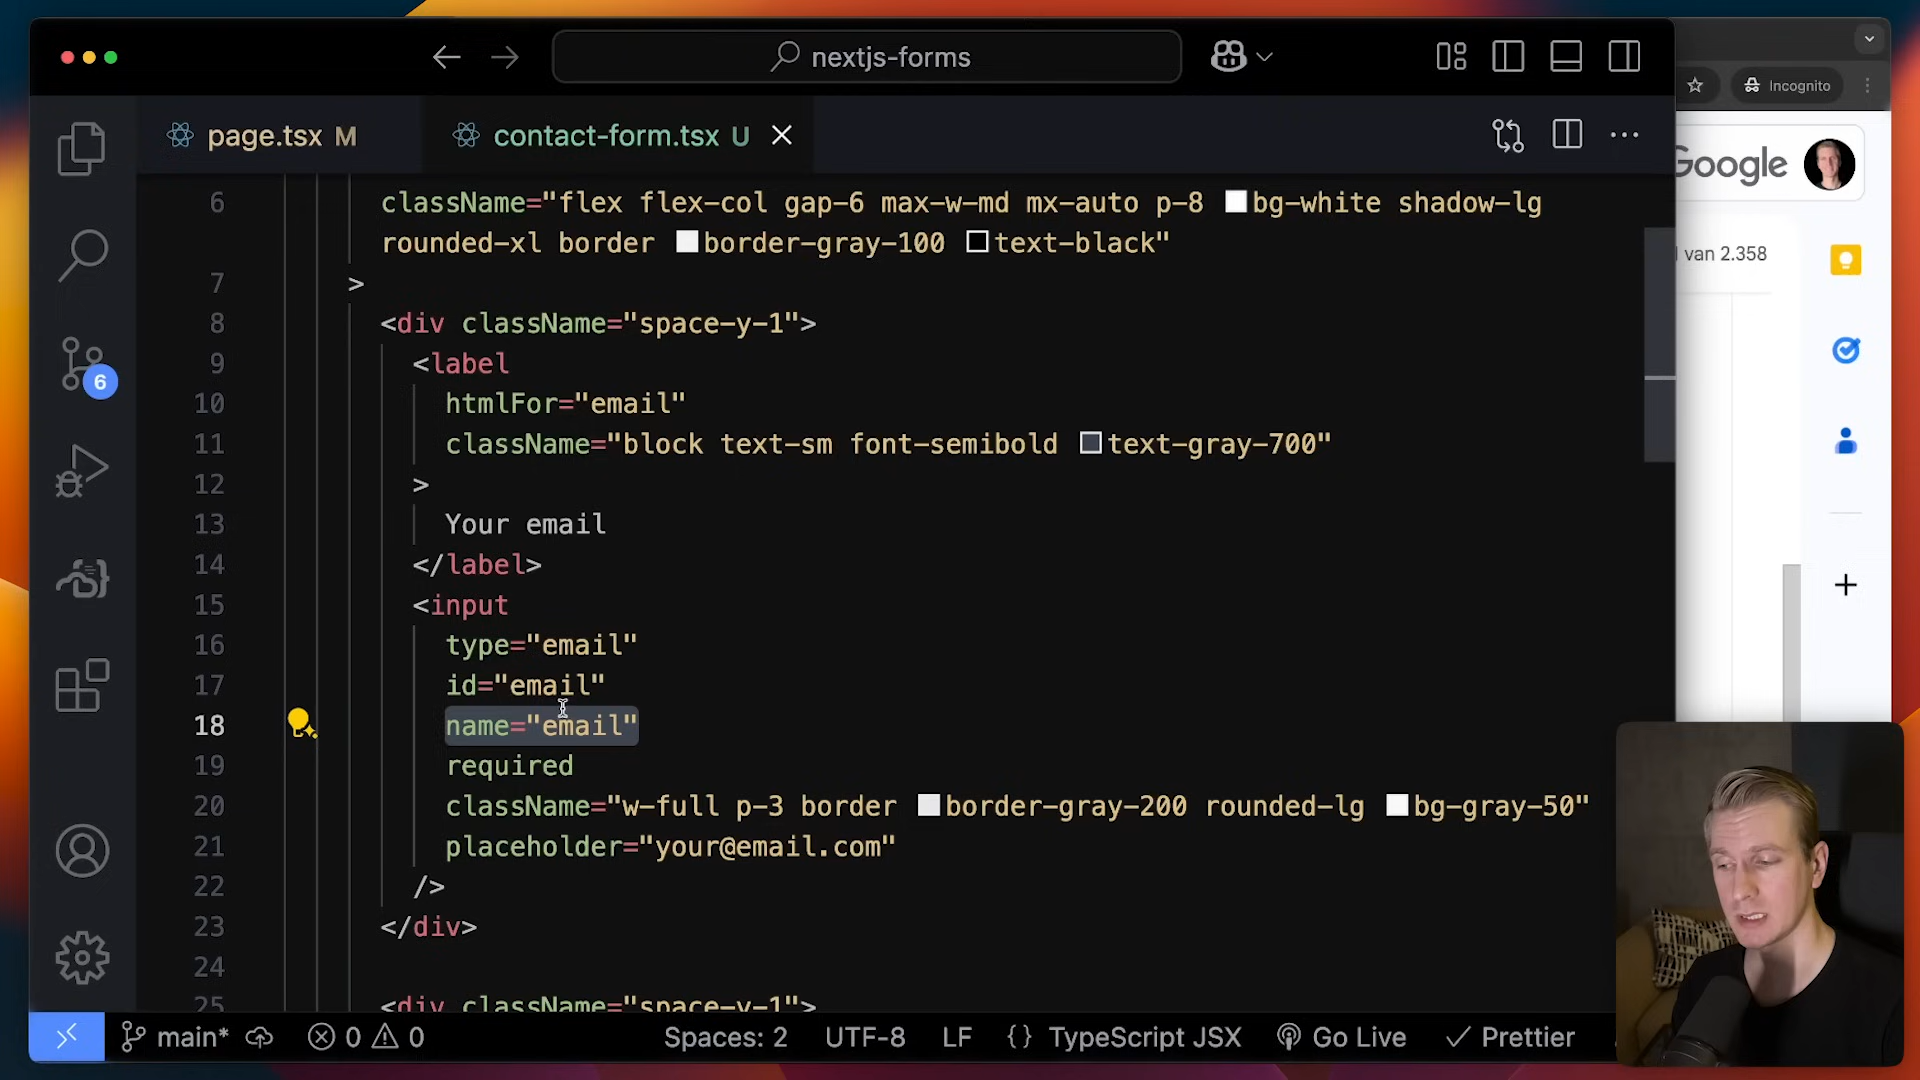 nextjs-forms
Incognito
page.tsx M
contact-form.tsx U
Google
van 2.358
6 className="flex flex-col gap-6 max-w-md mx-auto p-8 bg-white shadow-lg
rounded-xl border border-gray-100 text-black"
7 >
8 <div className="space-y-1">
9 <label
10 htmlFor="email"
11 className="block text-sm font-semibold text-gray-700"
12 >
13 Your email
14 </label>
15 <input
16 type="email"
17 id="email"
18 name="email"
19 required
20 className="w-full p-3 border border-gray-200 rounded-lg bg-gray-50"
21 placeholder="your@email.com"
22 />
23 </div>
24
25 <div className="space-y-1">
6
main* 0 0 Spaces: 2 UTF-8 LF {} TypeScript JSX Go Live Prettier